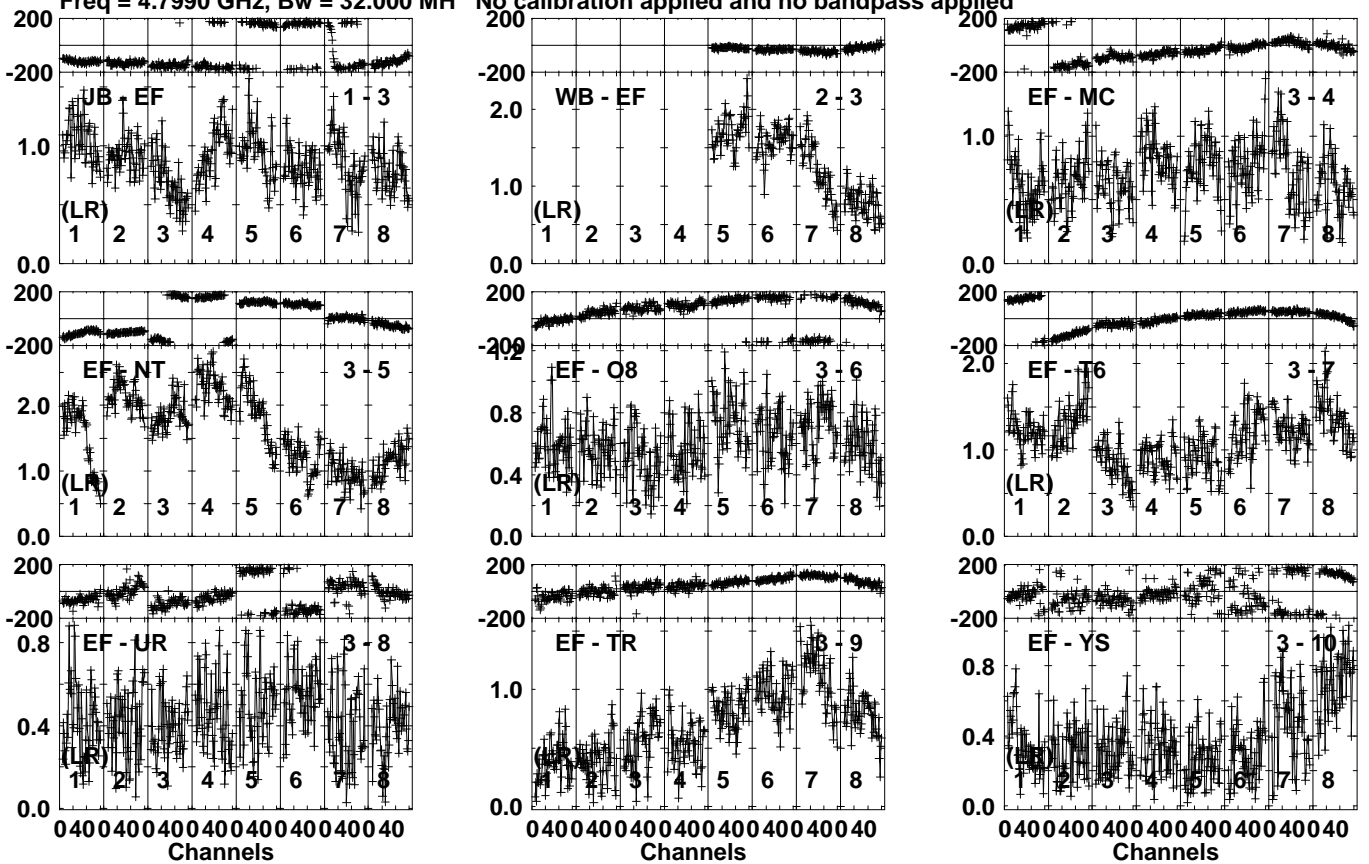 Freq = 4.7990 GHz, Bw = 32.000 MH No calibration applied and no bandpass applied
200 200 200
-200 -200 -200
JB - EF 1 - 3 WB - EF 2 - 3 EF - MC 3 - 4
1.0 2.0 1.0
1.0
(LR) (LR) (LR)
1 2 3 4 5 6 7 8 1 2 3 4 5 6 7 8 1 2 3 4 5 6 7 8
0.0 0.0 0.0
200 200 200
-200 -200 -200
1.2
EF - NT 3 - 5 EF - O8 3 - 6 EF - T6 3 - 7
2.0 0.8 2.0
1.0 0.4 1.0
(LR) (LR) (LR)
1 2 3 4 5 6 7 8 1 2 3 4 5 6 7 8 1 2 3 4 5 6 7 8
0.0 0.0 0.0
200 200 200
-200 -200 -200
EF - UR 3 - 8 EF - TR 3 - 9 EF - YS 3 - 10
0.8 1.0 0.8
0.4 0.4
(LR) (LR) (LR)
1 2 3 4 5 6 7 8 1 2 3 4 5 6 7 8 1 2 3 4 5 6 7 8
0.0 0.0 0.0
0 40 0 40 0 40 0 40 0 40 0 40 0 40 0 40 0 40 0 40 0 40 0 40 0 40 0 40 0 40 0 40 0 40 0 40 0 40 0 40 0 40 0 40 0 40 0 40
Channels Channels Channels